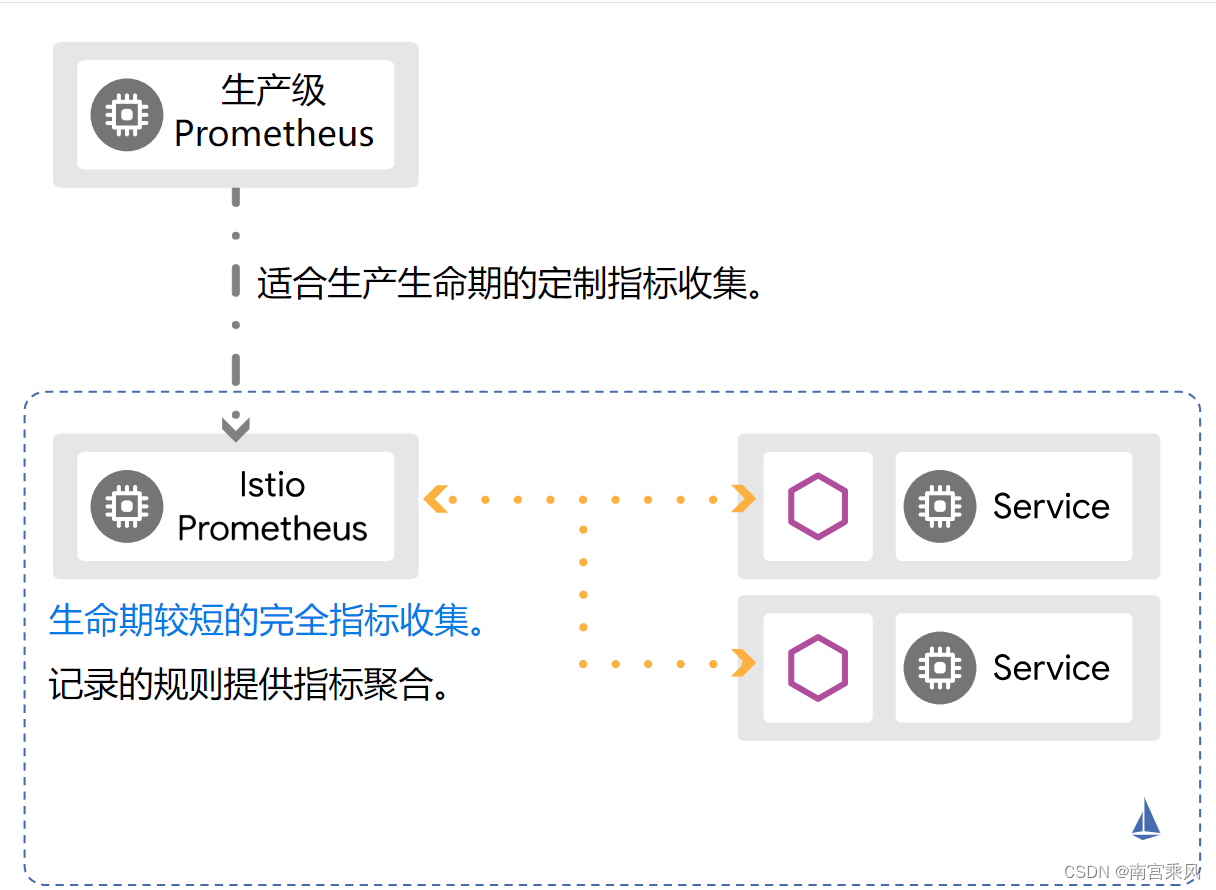 生产级
Prometheus
适合生产生命期的定制指标收集。
Istio
Prometheus
Service
生命期较短的完全指标收集。
记录的规则提供指标聚合。
Service
CSDN @南宫乘风